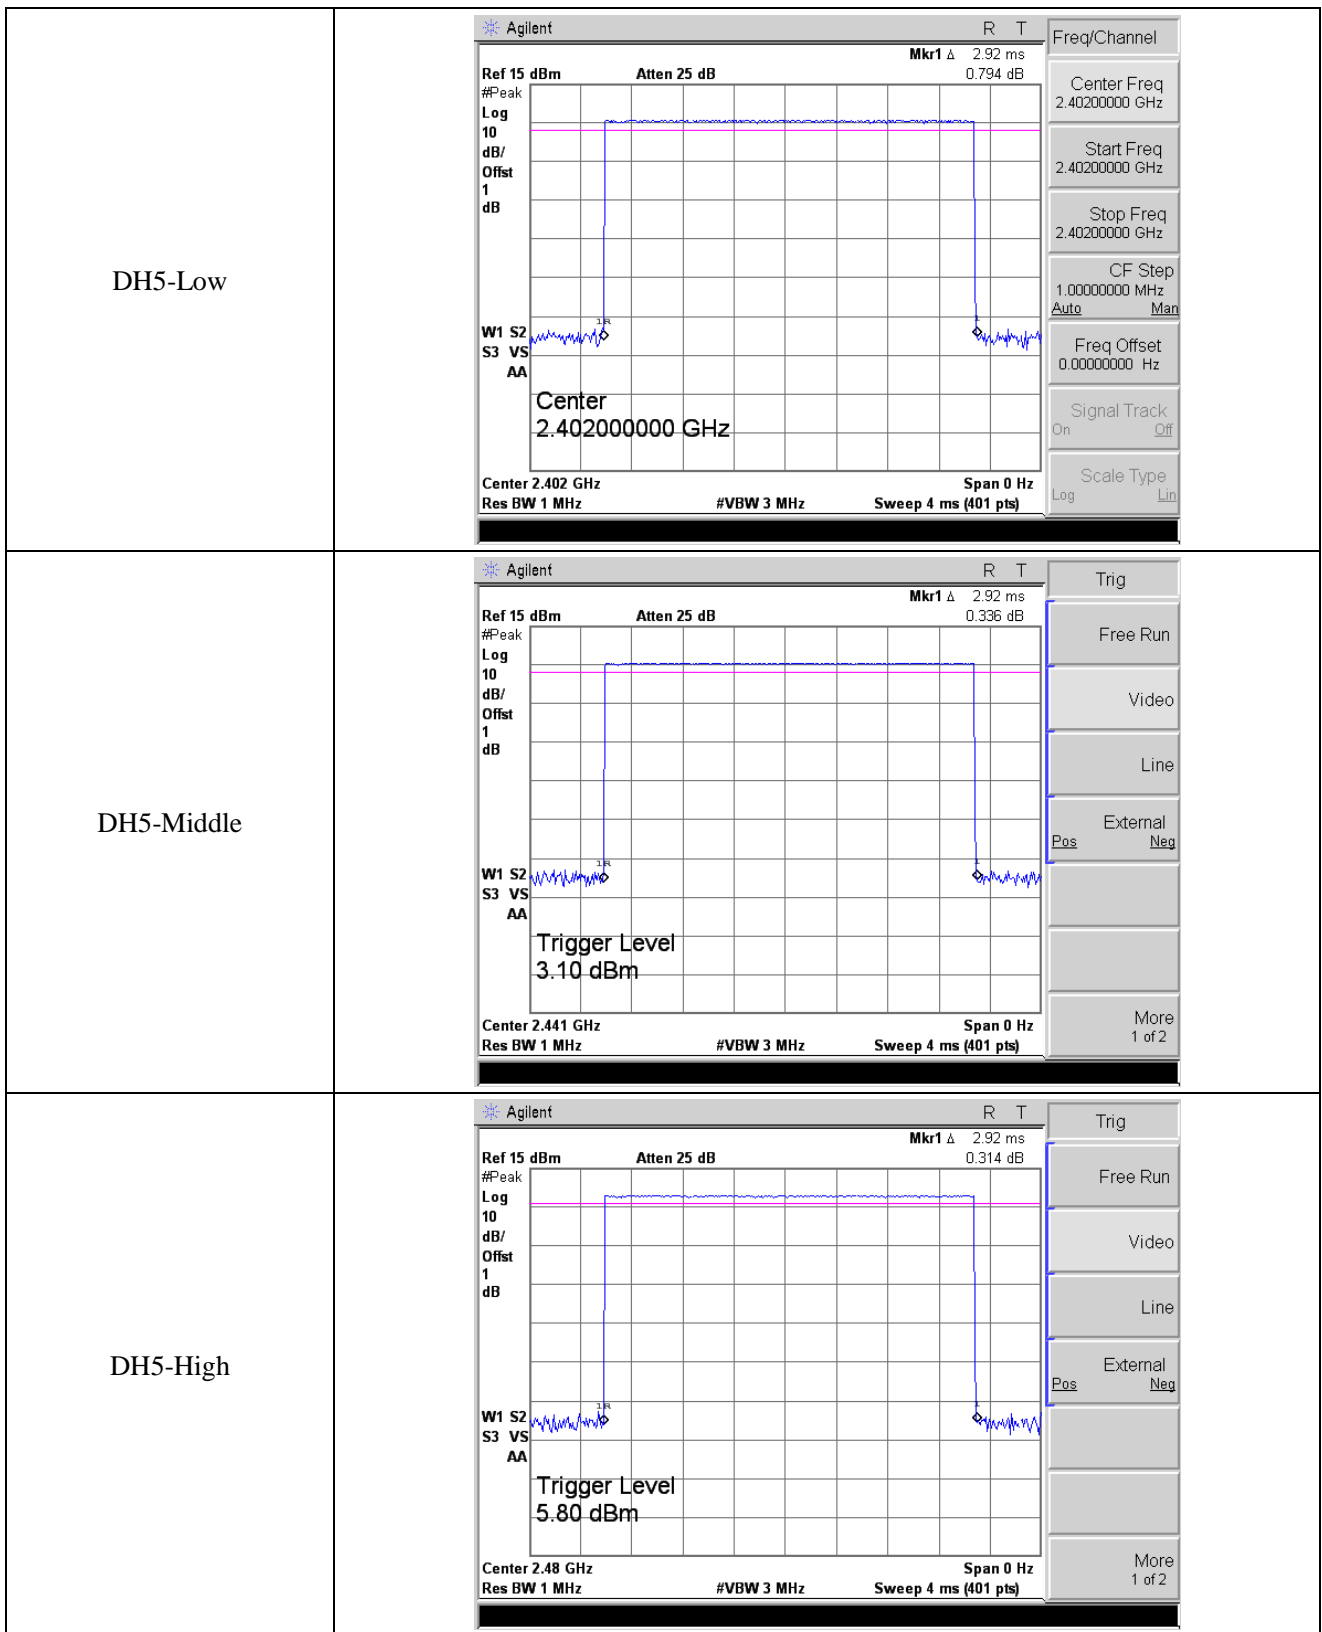 DH5-Low
Agilent R T
Mkr1 Δ 2.92 ms
Ref 15 dBm Atten 25 dB 0.794 dB
#Peak
Log
10
dB/
Offst
1
dB
1R 1
W1 S2
S3 VS
AA
Center
2.402000000 GHz
Center 2.402 GHz Span 0 Hz
Res BW 1 MHz #VBW 3 MHz Sweep 4 ms (401 pts)
Freq/Channel
Center Freq
2.40200000 GHz
Start Freq
2.40200000 GHz
Stop Freq
2.40200000 GHz
CF Step
1.00000000 MHz
Auto Man
Freq Offset
0.00000000 Hz
Signal Track
On Off
Scale Type
Log Lin
DH5-Middle
Agilent R T
Mkr1 Δ 2.92 ms
Ref 15 dBm Atten 25 dB 0.336 dB
#Peak
Log
10
dB/
Offst
1
dB
1R 1
W1 S2
S3 VS
AA
Trigger Level
3.10 dBm
Center 2.441 GHz Span 0 Hz
Res BW 1 MHz #VBW 3 MHz Sweep 4 ms (401 pts)
Trig
Free Run
Video
Line
External
Pos Neg
More
1 of 2
DH5-High
Agilent R T
Mkr1 Δ 2.92 ms
Ref 15 dBm Atten 25 dB 0.314 dB
#Peak
Log
10
dB/
Offst
1
dB
1R 1
W1 S2
S3 VS
AA
Trigger Level
5.80 dBm
Center 2.48 GHz Span 0 Hz
Res BW 1 MHz #VBW 3 MHz Sweep 4 ms (401 pts)
Trig
Free Run
Video
Line
External
Pos Neg
More
1 of 2